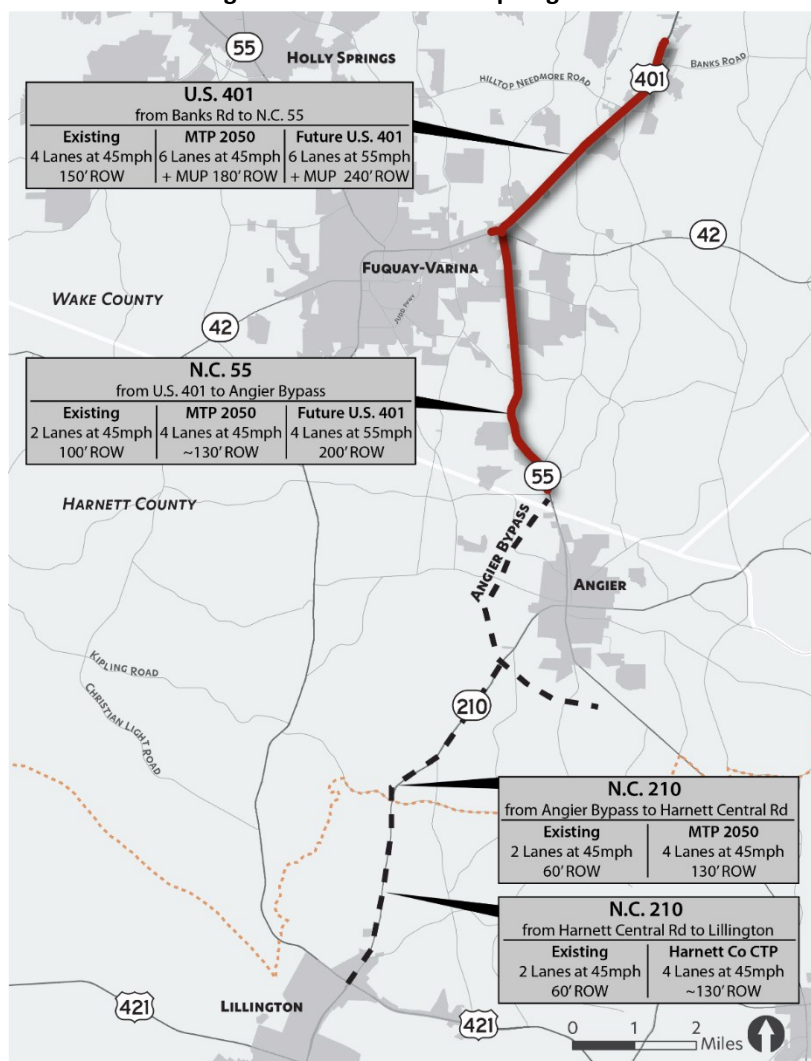 55
HOLLY SPRINGS
HILLTOP NEEDMORE ROAD
401
BANKS ROAD
U.S. 401
from Banks Rd to N.C. 55
Existing MTP 2050 Future U.S. 401
4 Lanes at 45mph 6 Lanes at 45mph 6 Lanes at 55mph
150' ROW + MUP 180' ROW + MUP 240' ROW
42
FUQUAY-VARINA
JUDD PKWY
WAKE COUNTY
42
N.C. 55
from U.S. 401 to Angier Bypass
Existing MTP 2050 Future U.S. 401
2 Lanes at 45mph 4 Lanes at 45mph 4 Lanes at 55mph
100' ROW ~130' ROW 200' ROW
55
HARNETT COUNTY
ANGIER BYPASS
ANGIER
KIPLING ROAD
CHRISTIAN LIGHT ROAD
210
N.C. 210
from Angier Bypass to Harnett Central Rd
Existing MTP 2050
2 Lanes at 45mph 4 Lanes at 45mph
60' ROW 130' ROW
N.C. 210
from Harnett Central Rd to Lillington
Existing Harnett Co CTP
2 Lanes at 45mph 4 Lanes at 45mph
60' ROW ~130' ROW
421
LILLINGTON
421
0 1 2
Miles